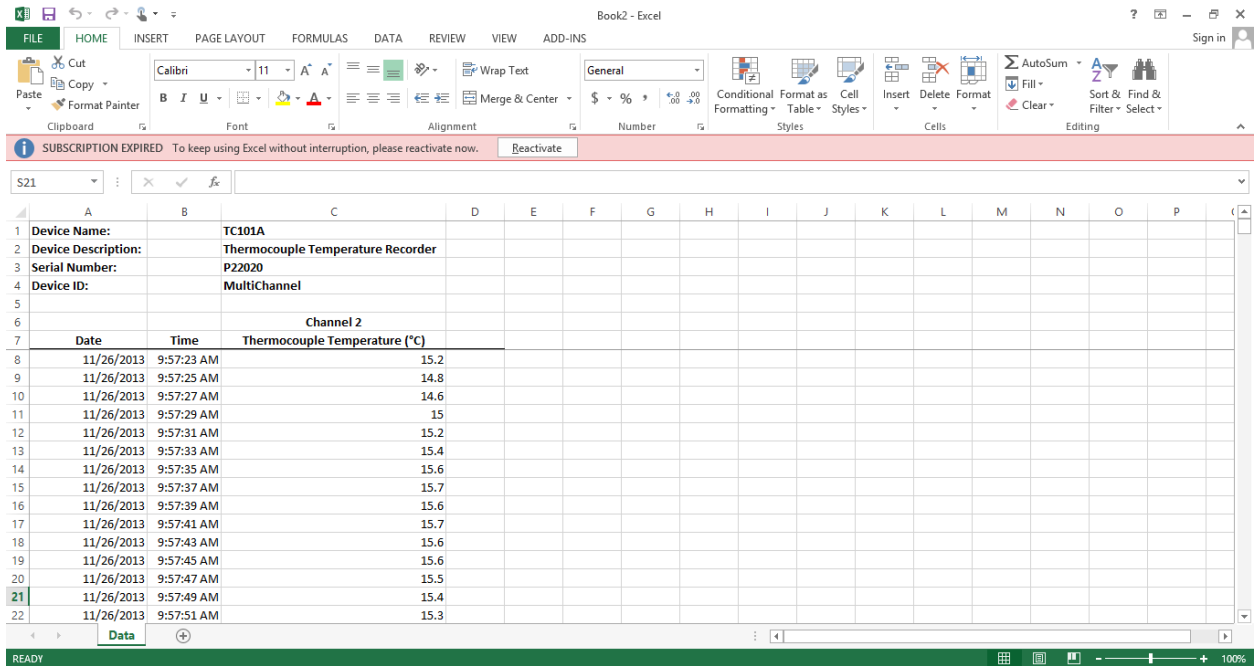 Book2 - Excel
?
FILE HOME INSERT PAGE LAYOUT FORMULAS DATA REVIEW VIEW ADD-INS Sign in
Paste
Cut
Copy
Format Painter
Clipboard
Calibri 11
B I U A
Font
Wrap Text
Merge & Center
Alignment
General
$ % ,
Number
Conditional Formatting
Format as Table
Cell Styles
Styles
Insert Delete Format
Cells
AutoSum
Fill
Clear
Sort & Filter
Find & Select
Editing
SUBSCRIPTION EXPIRED To keep using Excel without interruption, please reactivate now. Reactivate
S21 fx
A B C D E F G H I J K L M N O P
1 Device Name: TC101A
2 Device Description: Thermocouple Temperature Recorder
3 Serial Number: P22020
4 Device ID: MultiChannel
5
6 Channel 2
7 Date Time Thermocouple Temperature (°C)
8 11/26/2013 9:57:23 AM 15.2
9 11/26/2013 9:57:25 AM 14.8
10 11/26/2013 9:57:27 AM 14.6
11 11/26/2013 9:57:29 AM 15
12 11/26/2013 9:57:31 AM 15.2
13 11/26/2013 9:57:33 AM 15.4
14 11/26/2013 9:57:35 AM 15.6
15 11/26/2013 9:57:37 AM 15.7
16 11/26/2013 9:57:39 AM 15.6
17 11/26/2013 9:57:41 AM 15.7
18 11/26/2013 9:57:43 AM 15.6
19 11/26/2013 9:57:45 AM 15.6
20 11/26/2013 9:57:47 AM 15.5
21 11/26/2013 9:57:49 AM 15.4
22 11/26/2013 9:57:51 AM 15.3
Data
READY 100%